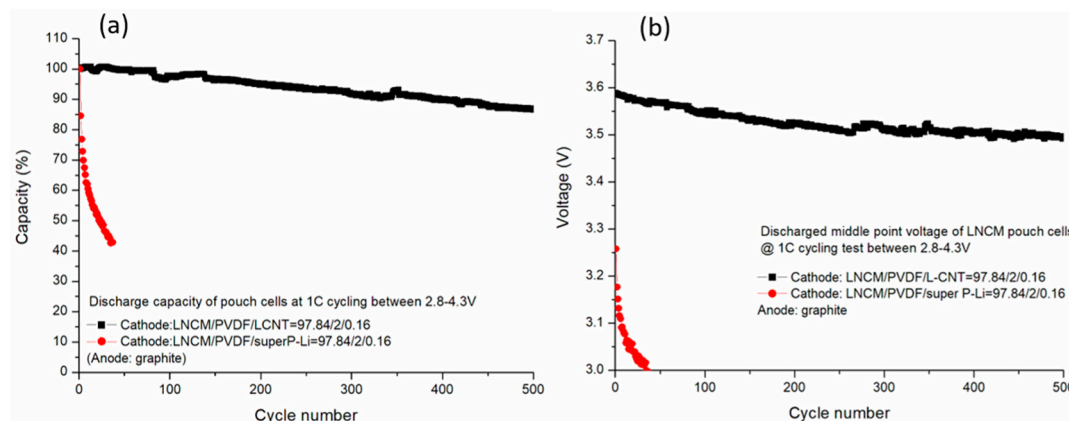 (a)
110
100
90
80
70
60
50
40
30
20
10
0
Capacity (%)
Discharge capacity of pouch cells at 1C cycling between 2.8-4.3V
Cathode:LNCM/PVDF/LCNT=97.84/2/0.16
Cathode:LNCM/PVDF/superP-Li=97.84/2/0.16
(Anode: graphite)
0 100 200 300 400 500
Cycle number
(b)
3.7
3.6
3.5
3.4
3.3
3.2
3.1
3.0
Voltage (V)
Discharged middle point voltage of LNCM pouch cells
@ 1C cycling test between 2.8-4.3V
Cathode: LNCM/PVDF/L-CNT=97.84/2/0.16
Cathode: LNCM/PVDF/super P-Li=97.84/2/0.16
Anode: graphite
0 100 200 300 400 500
Cycle number